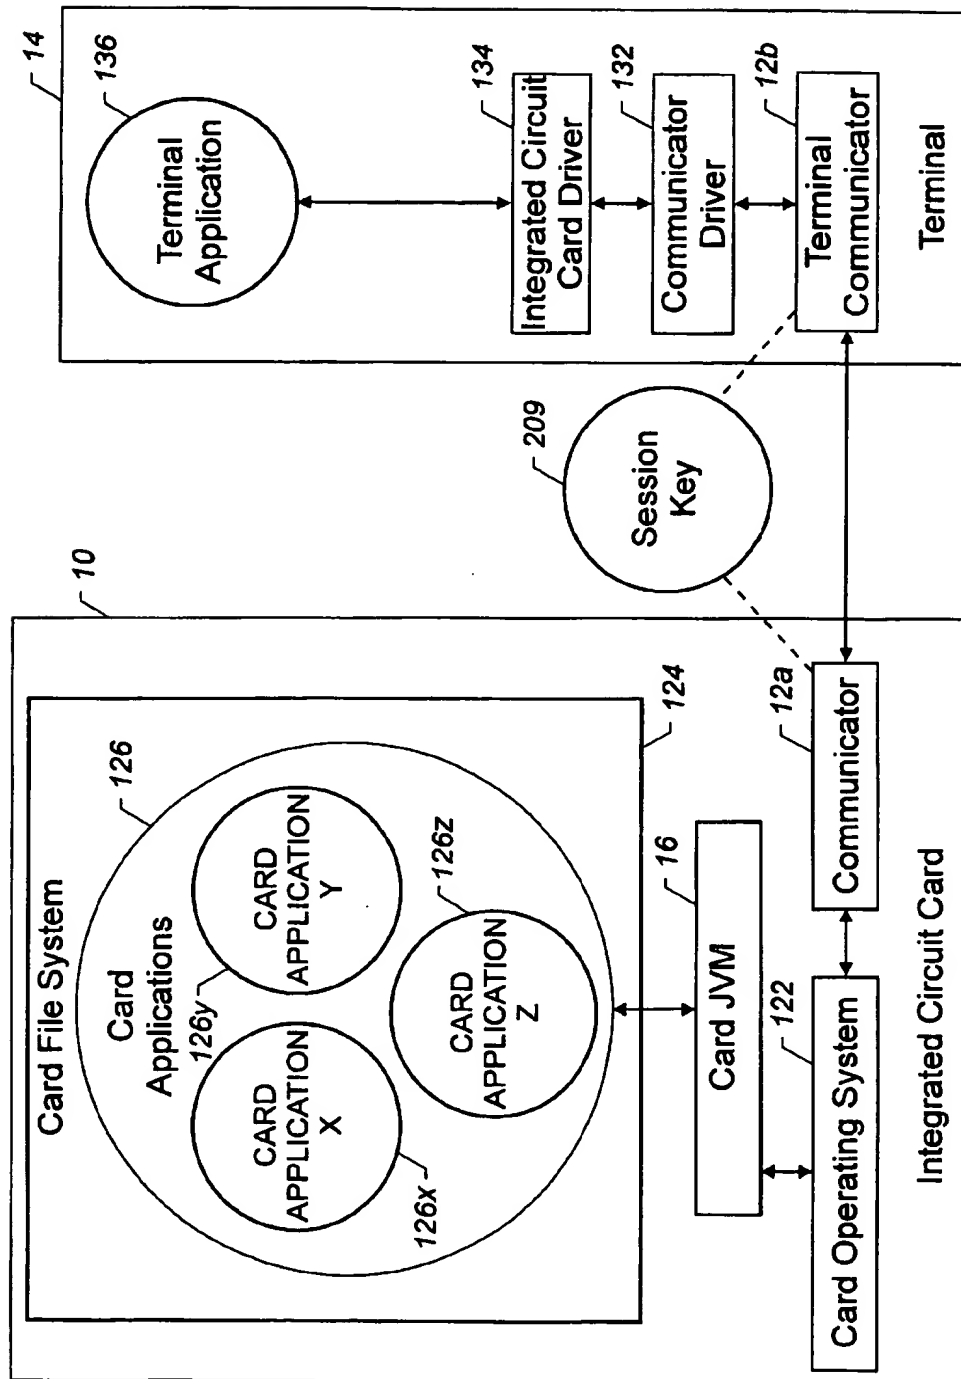 10
Card File System
126
Card
Applications
126y
CARD
APPLICATION
X
126x
CARD
APPLICATION
Y
CARD
APPLICATION
Z
126z
124
Card JVM
16
Card Operating System
122
Communicator
12a
Integrated Circuit Card
Session
Key
209
14
Terminal
Application
136
Integrated Circuit
Card Driver
134
Communicator
Driver
132
Terminal
Communicator
12b
Terminal